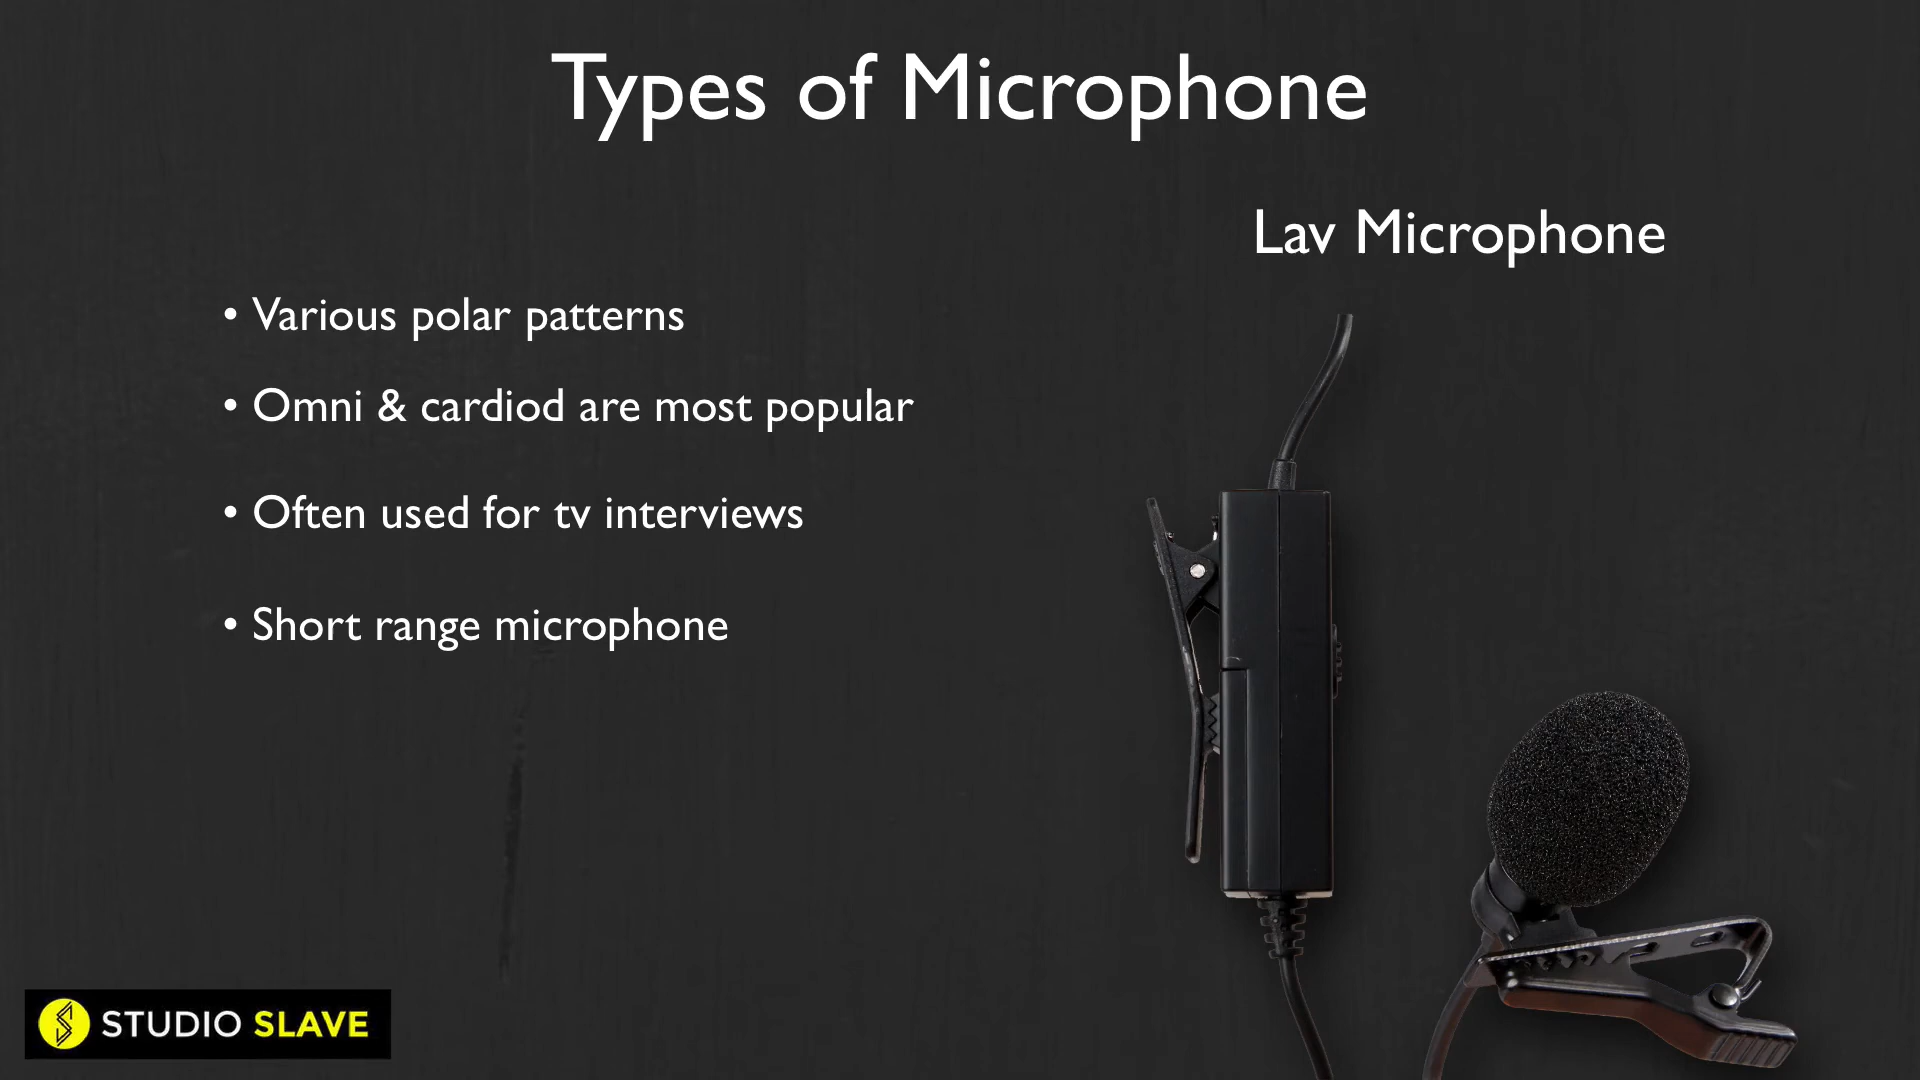 Types of Microphone
Lav Microphone
• Various polar patterns
• Omni & cardiod are most popular
• Often used for tv interviews
• Short range microphone
STUDIO SLAVE